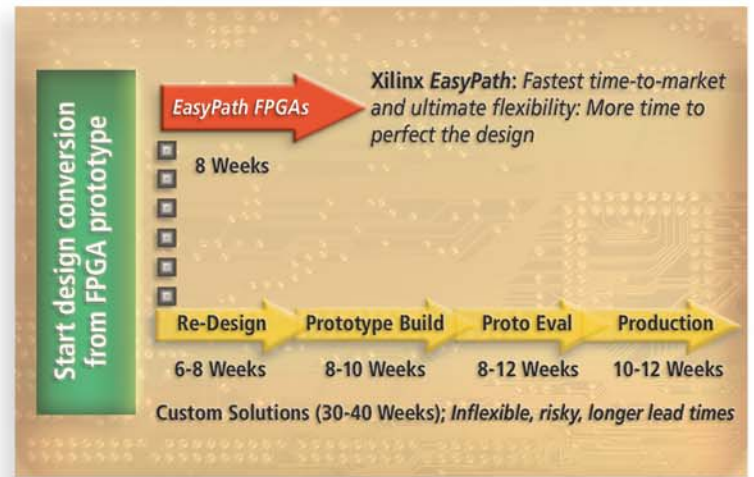 Start design conversion
from FPGA prototype
EasyPath FPGAs
8 Weeks
Xilinx EasyPath: Fastest time-to-market
and ultimate flexibility: More time to
perfect the design
Re-Design
Prototype Build
Proto Eval
Production
6-8 Weeks
8-10 Weeks
8-12 Weeks
10-12 Weeks
Custom Solutions (30-40 Weeks); Inflexible, risky, longer lead times